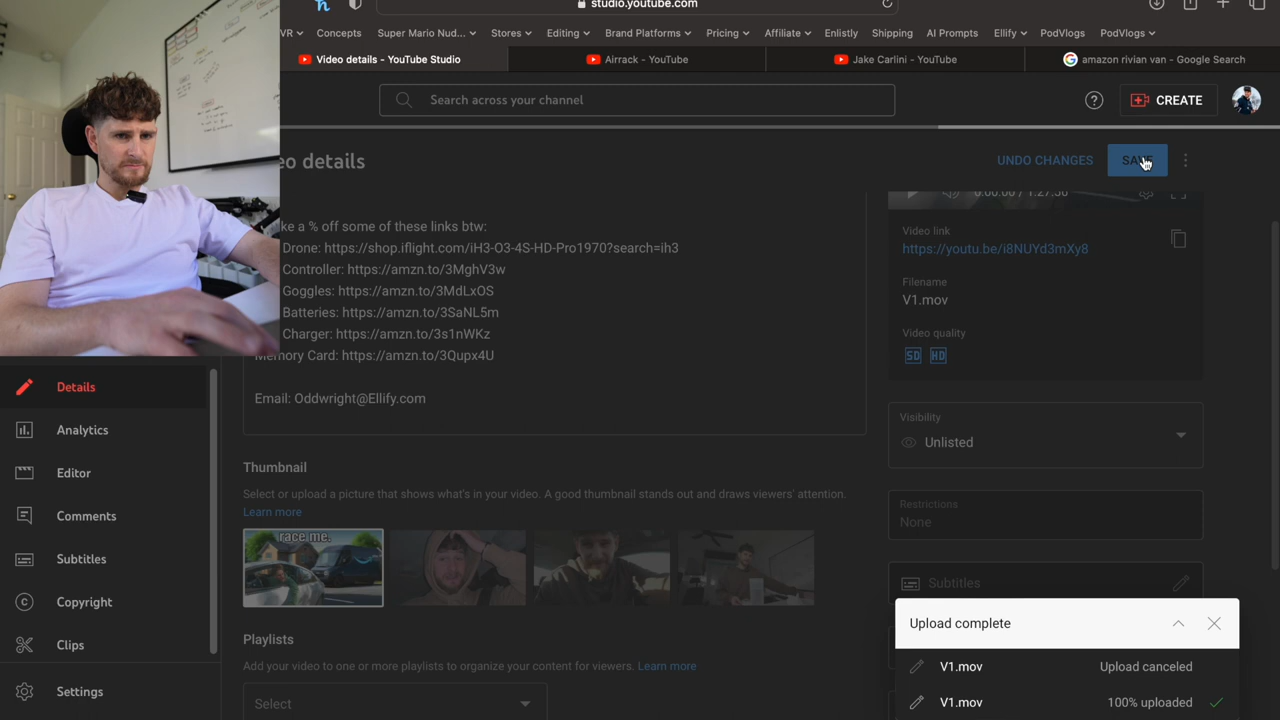 studio.youtube.com
VR
Concepts
Super Mario Nud...
Stores
Editing
Brand Platforms
Pricing
Affiliate
Enlistly
Shipping
AI Prompts
Ellify
PodVlogs
PodVlogs
Video details - YouTube Studio
Airrack - YouTube
Jake Carlini - YouTube
amazon rivian van - Google Search
Search across your channel
CREATE
eo details
UNDO CHANGES
SAVE
0:00:06 / 1:27:56
ke a % off some of these links btw:
Drone: https://shop.iflight.com/iH3-O3-4S-HD-Pro1970?search=ih3
Controller: https://amzn.to/3MghV3w
Goggles: https://amzn.to/3MdLxOS
Batteries: https://amzn.to/3SaNL5m
Charger: https://amzn.to/3s1nWKz
Memory Card: https://amzn.to/3Qupx4U
Email: Oddwright@Ellify.com
Video link
https://youtu.be/i8NUYd3mXy8
Filename
V1.mov
Video quality
SD HD
Visibility
Unlisted
Restrictions
None
Subtitles
Details
Analytics
Editor
Comments
Subtitles
Copyright
Clips
Settings
Thumbnail
Select or upload a picture that shows what's in your video. A good thumbnail stands out and draws viewers' attention.
Learn more
race me.
Playlists
Add your video to one or more playlists to organize your content for viewers. Learn more
Select
Upload complete
V1.mov
Upload canceled
V1.mov
100% uploaded